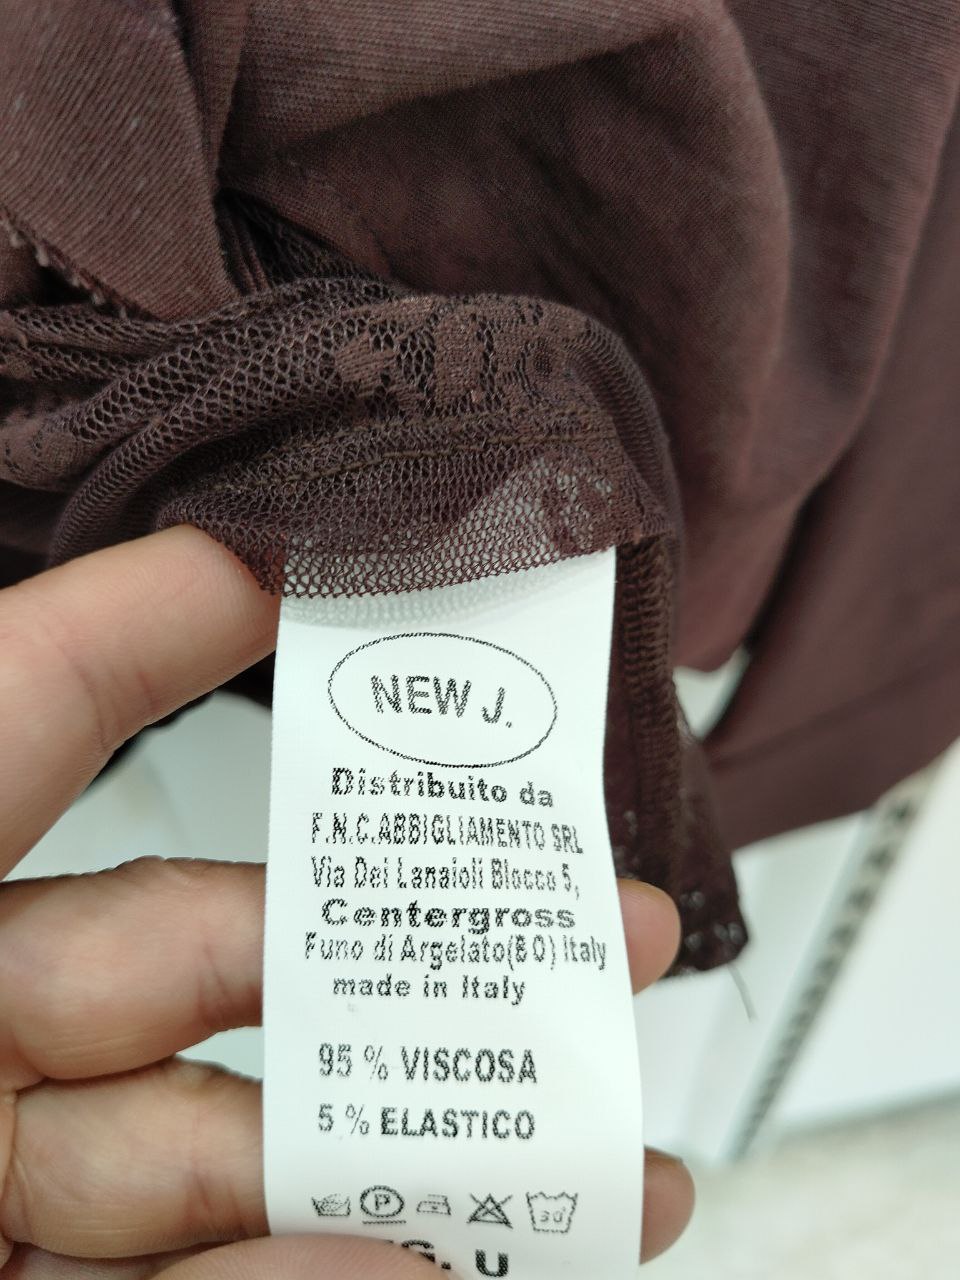 NEW J.
Distribuito da
F.N.C.ABBIGLIAMENTO SRL
Via Dei Lanaioli Blocco 5,
Centergross
Funo di Argelato(BO) Italy
made in Italy
95 % VISCOSA
5 % ELASTICO
P
30°
G. U